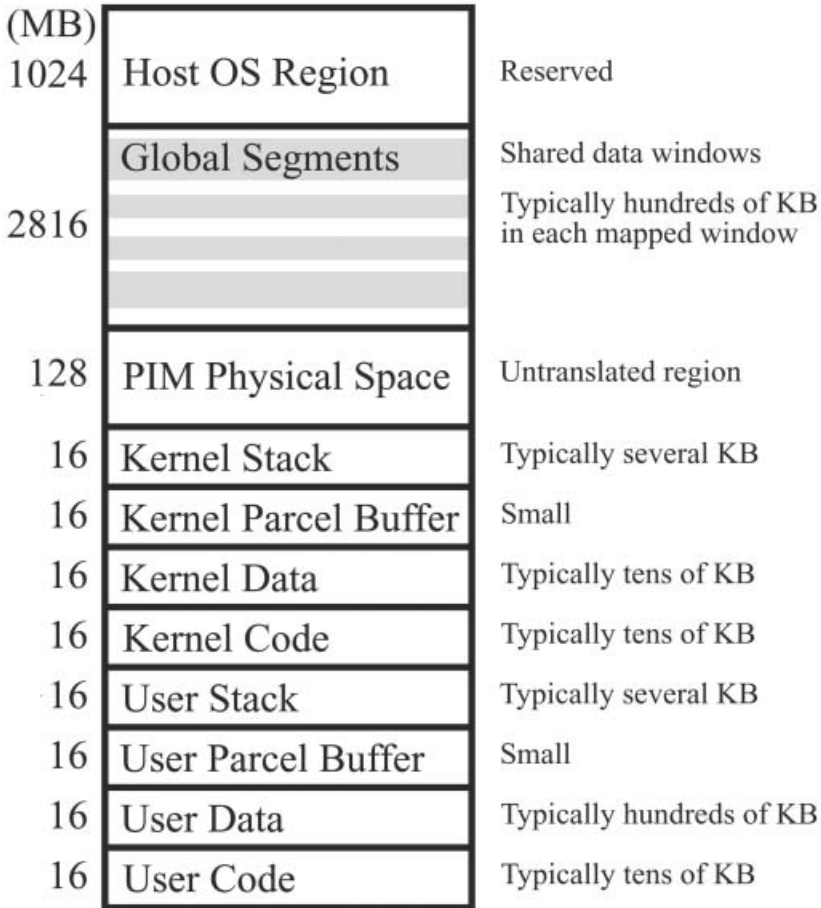 (MB)
1024 Host OS Region Reserved
Global Segments Shared data windows
2816 Typically hundreds of KB
in each mapped window
128 PIM Physical Space Untranslated region
16 Kernel Stack Typically several KB
16 Kernel Parcel Buffer Small
16 Kernel Data Typically tens of KB
16 Kernel Code Typically tens of KB
16 User Stack Typically several KB
16 User Parcel Buffer Small
16 User Data Typically hundreds of KB
16 User Code Typically tens of KB